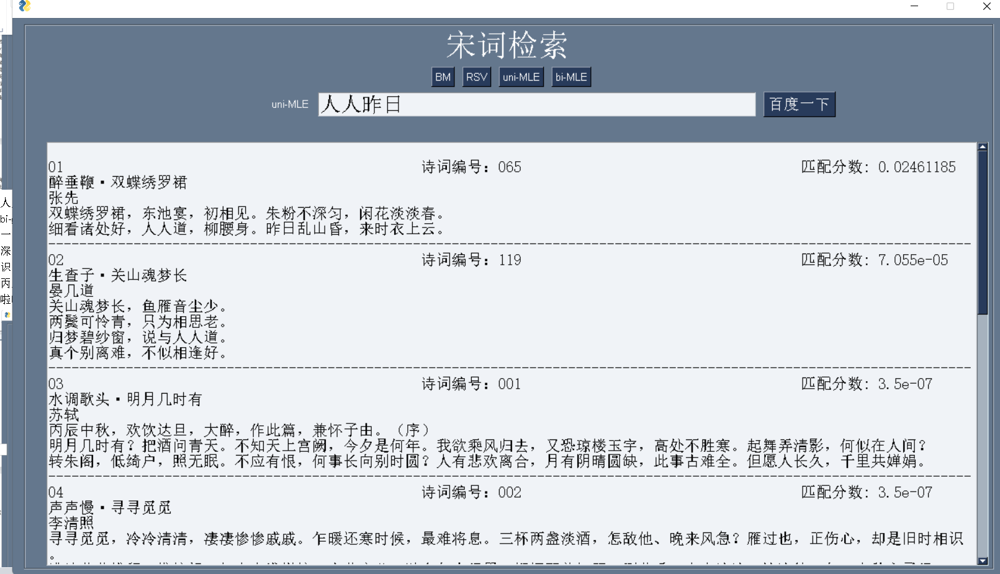 宋词检索
BM RSV uni-MLE bi-MLE
uni-MLE 人人昨日 百度一下
01 诗词编号：065 匹配分数：0.02461185
醉垂鞭·双蝶绣罗裙
张先
双蝶绣罗裙，东池宴，初相见。朱粉不深匀，闲花淡淡春。
细看诸处好，人人道，柳腰身。昨日乱山昏，来时衣上云。
02 诗词编号：119 匹配分数：7.055e-05
生查子·关山魂梦长
晏几道
关山魂梦长，鱼雁音尘少。
两鬓可怜青，只为相思老。
归梦碧纱窗，说与人人道。
真个别离难，不似相逢好。
03 诗词编号：001 匹配分数：3.5e-07
水调歌头·明月几时有
苏轼
丙辰中秋，欢饮达旦，大醉，作此篇，兼怀子由。（序）
明月几时有？把酒问青天。不知天上宫阙，今夕是何年。我欲乘风归去，又恐琼楼玉宇，高处不胜寒。起舞弄清影，何似在人间？
转朱阁，低绮户，照无眠。不应有恨，何事长向别时圆？人有悲欢离合，月有阴晴圆缺，此事古难全。但愿人长久，千里共婵娟。
04 诗词编号：002 匹配分数：3.5e-07
声声慢·寻寻觅觅
李清照
寻寻觅觅，冷冷清清，凄凄惨惨戚戚。乍暖还寒时候，最难将息。三杯两盏淡酒，怎敌他、晚来风急？雁过也，正伤心，却是旧时相识
。
人
bi-
一
深
识
丙
啦